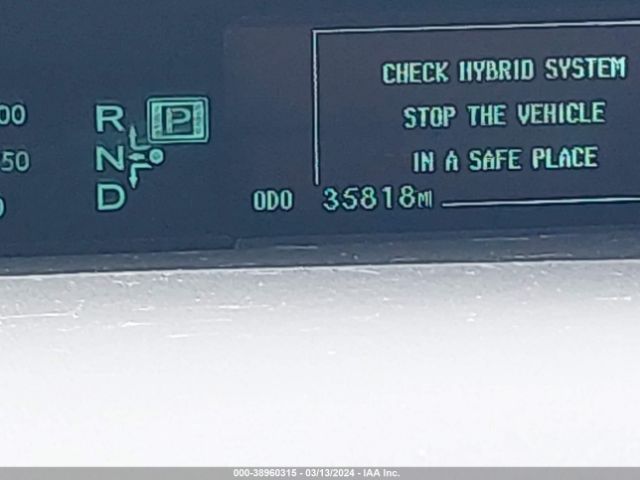 CHECK HYBRID SYSTEM
STOP THE VEHICLE
IN A SAFE PLACE
00
R P
50
N
D
ODO 35818MI
000-38960315 - 03/13/2024 - IAA Inc.